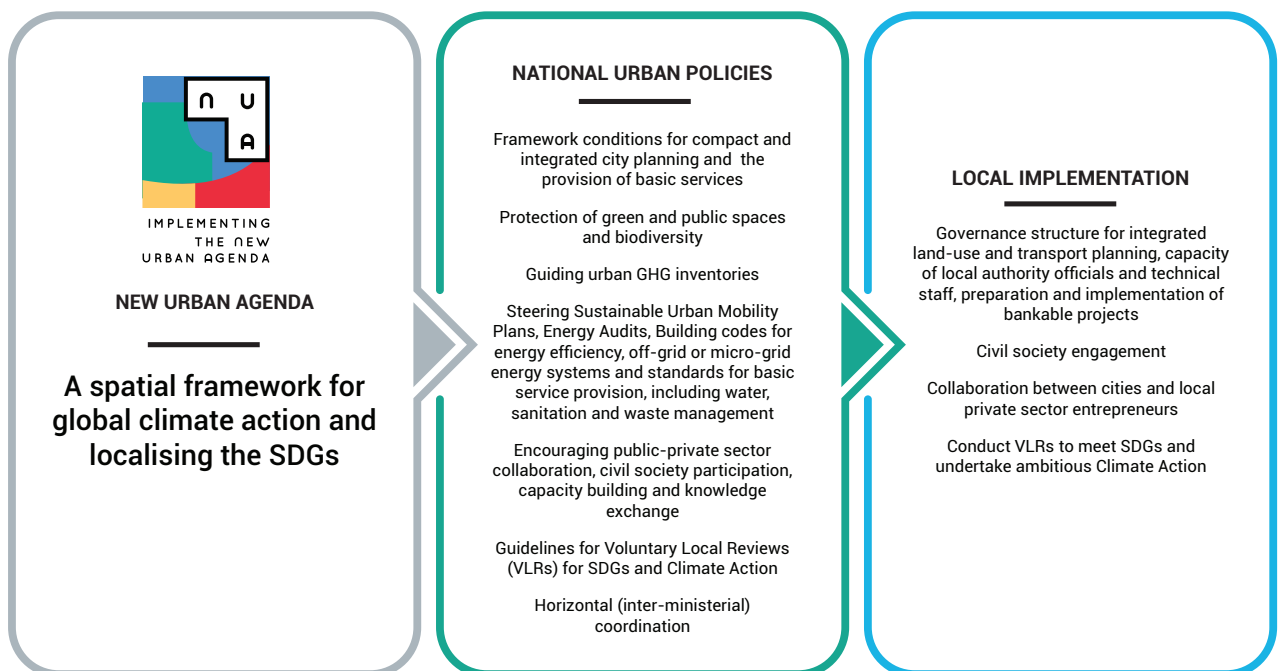 n U
A
IMPLEMENTING
THE NEW
URBAN AGENDA
NEW URBAN AGENDA
A spatial framework for
global climate action and
localising the SDGs
NATIONAL URBAN POLICIES
Framework conditions for compact and
integrated city planning and the
provision of basic services
Protection of green and public spaces
and biodiversity
Guiding urban GHG inventories
Steering Sustainable Urban Mobility
Plans, Energy Audits, Building codes for
energy efficiency, off-grid or micro-grid
energy systems and standards for basic
service provision, including water,
sanitation and waste management
Encouraging public-private sector
collaboration, civil society participation,
capacity building and knowledge
exchange
Guidelines for Voluntary Local Reviews
(VLRs) for SDGs and Climate Action
Horizontal (inter-ministerial)
coordination
LOCAL IMPLEMENTATION
Governance structure for integrated
land-use and transport planning, capacity
of local authority officials and technical
staff, preparation and implementation of
bankable projects
Civil society engagement
Collaboration between cities and local
private sector entrepreneurs
Conduct VLRs to meet SDGs and
undertake ambitious Climate Action